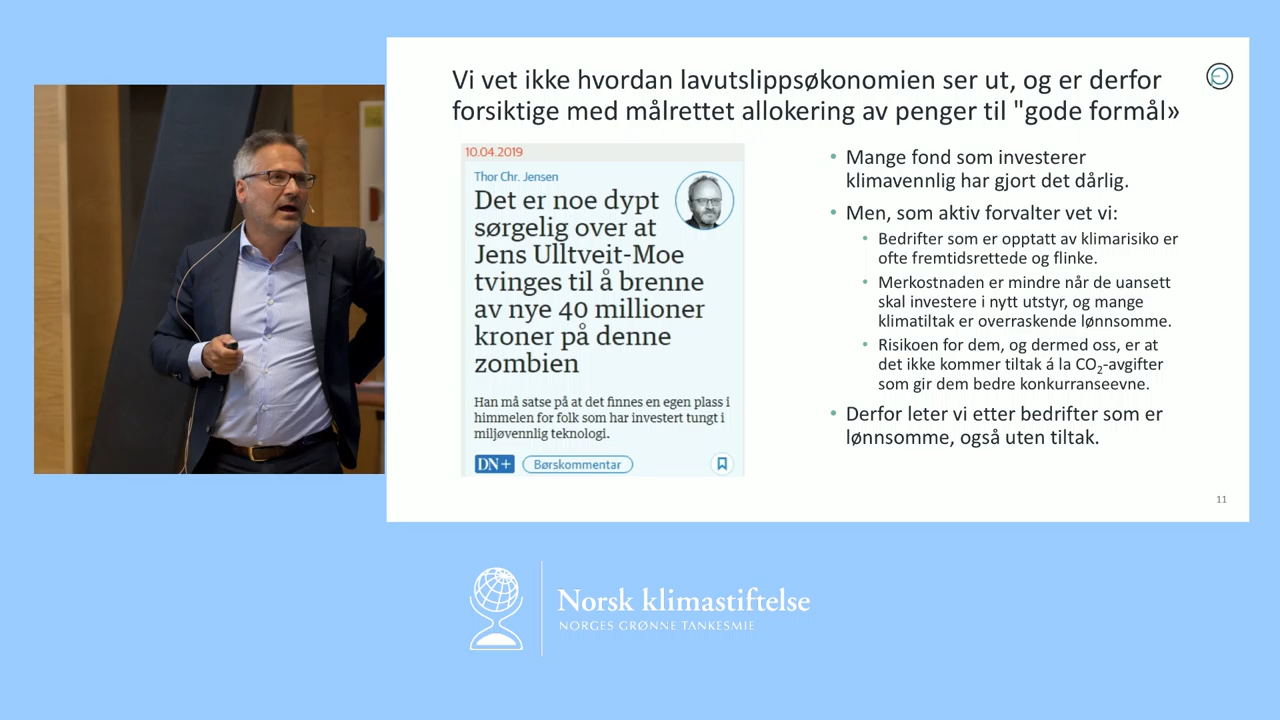 Vi vet ikke hvordan lavutslippsøkonomien ser ut, og er derfor
forsiktige med målrettet allokering av penger til "gode formål»
10.04.2019
Thor Chr. Jensen
Det er noe dypt
sørgelig over at
Jens Ulltveit-Moe
tvinges til å brenne
av nye 40 millioner
kroner på denne
zombien
Han må satse på at det finnes en egen plass i
himmelen for folk som har investert tungt i
miljøvennlig teknologi.
DN+ Børskommentar
• Mange fond som investerer
klimavennlig har gjort det dårlig.
• Men, som aktiv forvalter vet vi:
• Bedrifter som er opptatt av klimarisiko er
ofte fremtidsrettede og flinke.
• Merkostnaden er mindre når de uansett
skal investere i nytt utstyr, og mange
klimatiltak er overraskende lønnsomme.
• Risikoen for dem, og dermed oss, er at
det ikke kommer tiltak á la CO₂-avgifter
som gir dem bedre konkurranseevne.
• Derfor leter vi etter bedrifter som er
lønnsomme, også uten tiltak.
11
Norsk klimastiftelse
NORGES GRØNNE TANKESMIE